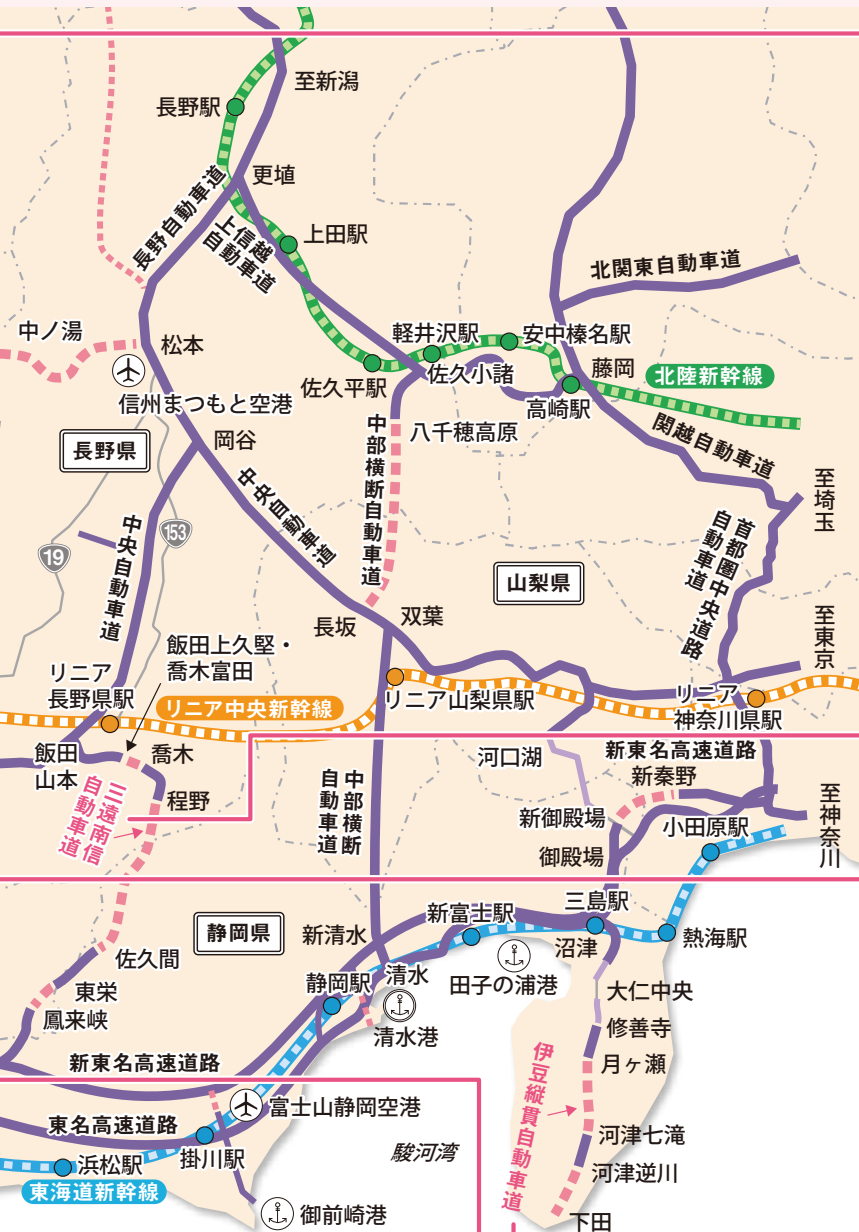 至新潟
長野駅
更埴
長野自動車道
上信越
自動車道
上田駅
北関東自動車道
中ノ湯
松本
軽井沢駅
安中榛名駅
佐久平駅
佐久小諸
藤岡
北陸新幹線
信州まつもと空港
高崎駅
長野県
岡谷
八千穂高原
関越自動車道
中部横断自動車道
中央自動車道
至埼玉
首都圏中央道路
自動車道
19
153
中央自動車道
山梨県
長坂
双葉
至東京
飯田上久堅・
喬木富田
リニア
長野県駅
リニア中央新幹線
リニア山梨県駅
リニア
神奈川県駅
飯田
山本
喬木
程野
三遠南信
自動車道
中部横断
自動車道
河口湖
新東名高速道路
新秦野
新御殿場
小田原駅
御殿場
至神奈川
静岡県
新清水
新富士駅
三島駅
沼津
熱海駅
佐久間
東栄
鳳来峡
静岡駅
清水
田子の浦港
清水港
大仁中央
修善寺
月ヶ瀬
新東名高速道路
伊豆縦貫自動車道
東名高速道路
富士山静岡空港
河津七滝
浜松駅
掛川駅
駿河湾
河津逆川
東海道新幹線
御前崎港
下田